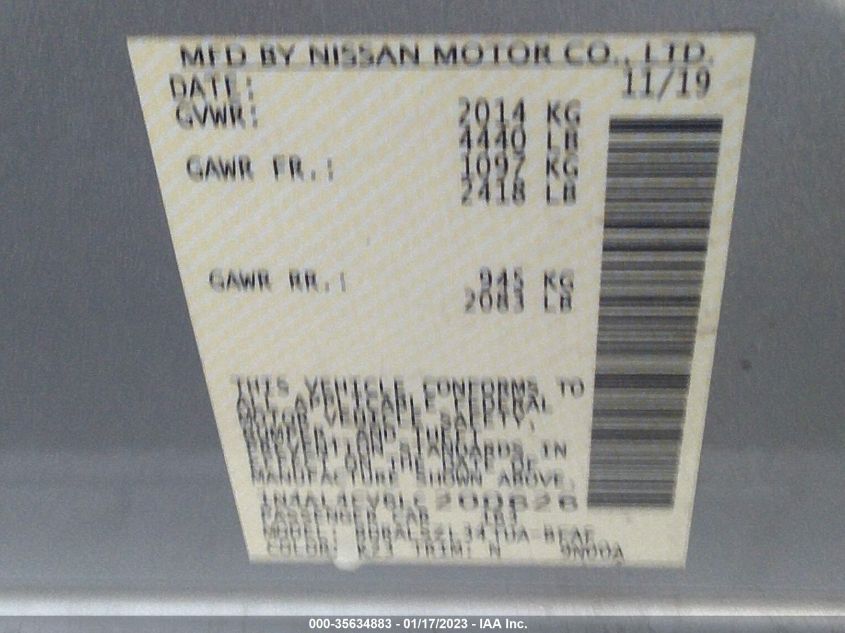 MFD BY NISSAN MOTOR CO., LTD.
DATE: 11/19
GVWR: 2014 KG
4440 LB
GAWR FR.: 1097 KG
2418 LB
GAWR RR.: 945 KG
2083 LB
THIS VEHICLE CONFORMS TO
ALL APPLICABLE FEDERAL
MOTOR VEHICLE SAFETY,
BUMPER, AND THEFT
PREVENTION STANDARDS IN
EFFECT ON THE DATE OF
MANUFACTURE SHOWN ABOVE.
PASSENGER CAR
MODEL:
COLOR: K23 TRIM: N
000-35634883 - 01/17/2023 - IAA Inc.